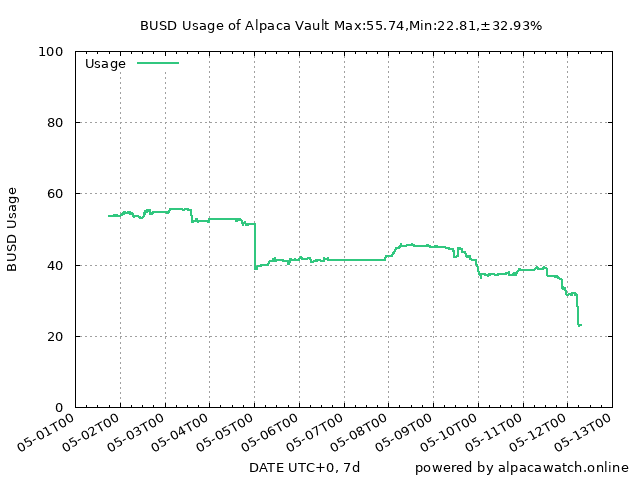 BUSD Usage of Alpaca Vault Max:55.74,Min:22.81,±32.93%
100
80
60
40
20
0
Usage
BUSD Usage
05-01T00
05-02T00
05-03T00
05-04T00
05-05T00
05-06T00
05-07T00
05-08T00
05-09T00
05-10T00
05-11T00
05-12T00
05-13T00
DATE UTC+0, 7d
powered by alpacawatch.online